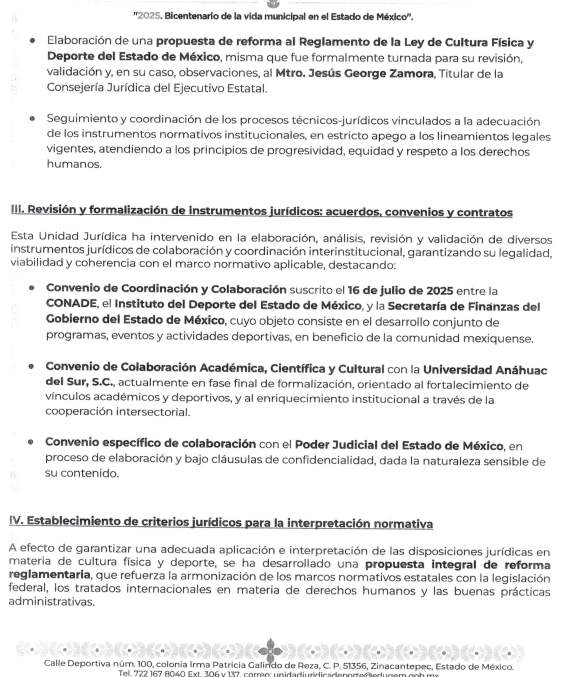 "2025. Bicentenario de la vida municipal en el Estado de México".
• Elaboración de una propuesta de reforma al Reglamento de la Ley de Cultura Física y
Deporte del Estado de México, misma que fue formalmente turnada para su revisión,
validación y, en su caso, observaciones, al Mtro. Jesús George Zamora, Titular de la
Consejería Jurídica del Ejecutivo Estatal.
• Seguimiento y coordinación de los procesos técnicos-jurídicos vinculados a la adecuación
de los instrumentos normativos institucionales, en estricto apego a los lineamientos legales
vigentes, atendiendo a los principios de progresividad, equidad y respeto a los derechos
humanos.
III. Revisión y formalización de instrumentos jurídicos: acuerdos, convenios y contratos
Esta Unidad Jurídica ha intervenido en la elaboración, análisis, revisión y validación de diversos
instrumentos jurídicos de colaboración y coordinación interinstitucional, garantizando su legalidad,
viabilidad y coherencia con el marco normativo aplicable, destacando:
• Convenio de Coordinación y Colaboración suscrito el 16 de julio de 2025 entre la
CONADE, el Instituto del Deporte del Estado de México, y la Secretaría de Finanzas del
Gobierno del Estado de México, cuyo objeto consiste en el desarrollo conjunto de
programas, eventos y actividades deportivas, en beneficio de la comunidad mexiquense.
• Convenio de Colaboración Académica, Científica y Cultural con la Universidad Anáhuac
del Sur, S.C., actualmente en fase final de formalización, orientado al fortalecimiento de
vínculos académicos y deportivos, y al enriquecimiento institucional a través de la
cooperación intersectorial.
• Convenio específico de colaboración con el Poder Judicial del Estado de México, en
proceso de elaboración y bajo cláusulas de confidencialidad, dada la naturaleza sensible de
su contenido.
IV. Establecimiento de criterios jurídicos para la interpretación normativa
A efecto de garantizar una adecuada aplicación e interpretación de las disposiciones jurídicas en
materia de cultura física y deporte, se ha desarrollado una propuesta integral de reforma
reglamentaria, que refuerza la armonización de los marcos normativos estatales con la legislación
federal, los tratados internacionales en materia de derechos humanos y las buenas prácticas
administrativas.
Calle Deportiva núm. 100, colonia Irma Patricia Galindo de Reza, C. P. 51356, Zinacantepec, Estado de México.
Tel. 722 167 8040 Ext. 306 y 137, correo: unidadjuridicadeporte@edugem.gob.mx